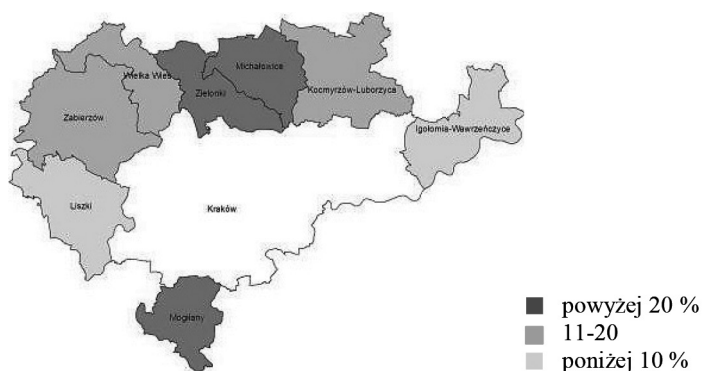 Michałowice
Wielka Wieś
Zielonki
Kocmyrzów-Luborzyca
Zabierzów
Igołomia-Wawrzeńczyce
Liszki
Kraków
Mogilany
powyżej 20 %
11-20
poniżej 10 %